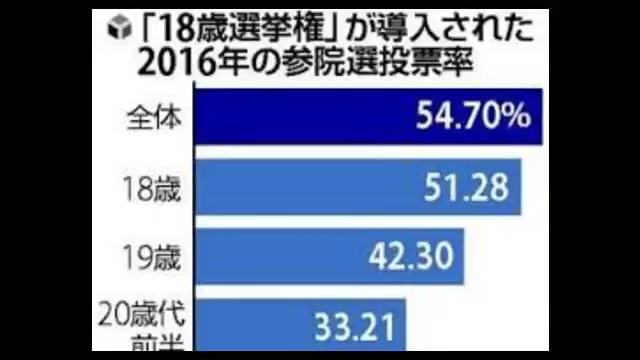 「18歳選挙権」が導入された
2016年の参院選投票率
全体 54.70%
18歳 51.28
19歳 42.30
20歳代
前半 33.21